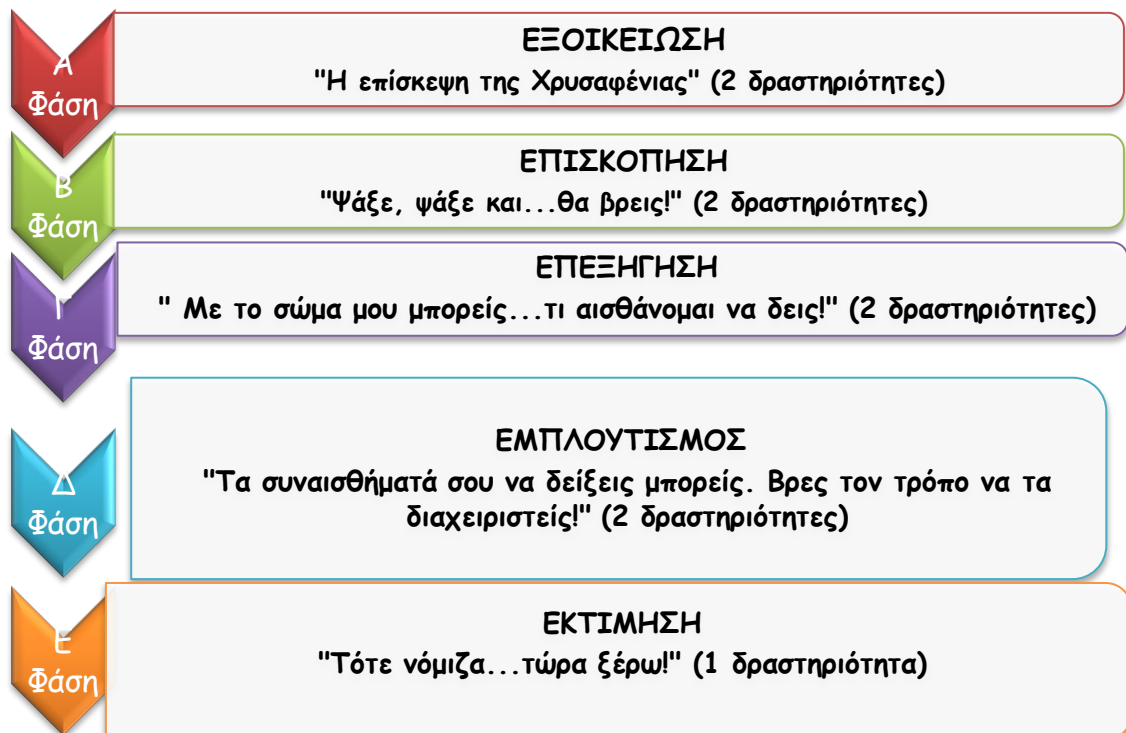 Α
Φάση
ΕΞΟΙΚΕΙΩΣΗ
"Η επίσκεψη της Χρυσαφένιας" (2 δραστηριότητες)
Β
Φάση
ΕΠΙΣΚΟΠΗΣΗ
"Ψάξε, ψάξε και...θα βρεις!" (2 δραστηριότητες)
Γ
Φάση
ΕΠΕΞΗΓΗΣΗ
" Με το σώμα μου μπορείς...τι αισθάνομαι να δεις!" (2 δραστηριότητες)
Δ
Φάση
ΕΜΠΛΟΥΤΙΣΜΟΣ
"Τα συναισθήματά σου να δείξεις μπορείς. Βρες τον τρόπο να τα
διαχειριστείς!" (2 δραστηριότητες)
Ε
Φάση
ΕΚΤΙΜΗΣΗ
"Τότε νόμιζα...τώρα ξέρω!" (1 δραστηριότητα)